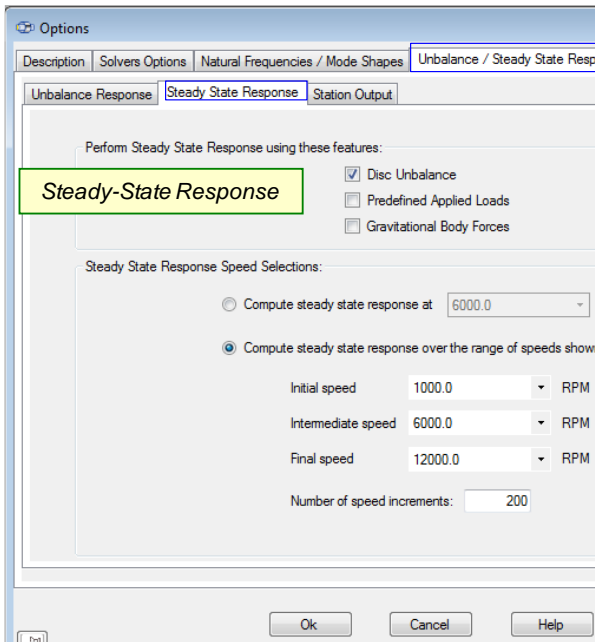 Options
Description Solvers Options Natural Frequencies / Mode Shapes Unbalance / Steady State Resp
Unbalance Response Steady State Response Station Output
Perform Steady State Response using these features:
Disc Unbalance
Steady-State Response
Predefined Applied Loads
Gravitational Body Forces
Steady State Response Speed Selections:
Compute steady state response at 6000.0
Compute steady state response over the range of speeds show
Initial speed 1000.0 RPM
Intermediate speed 6000.0 RPM
Final speed 12000.0 RPM
Number of speed increments: 200
Ok Cancel Help